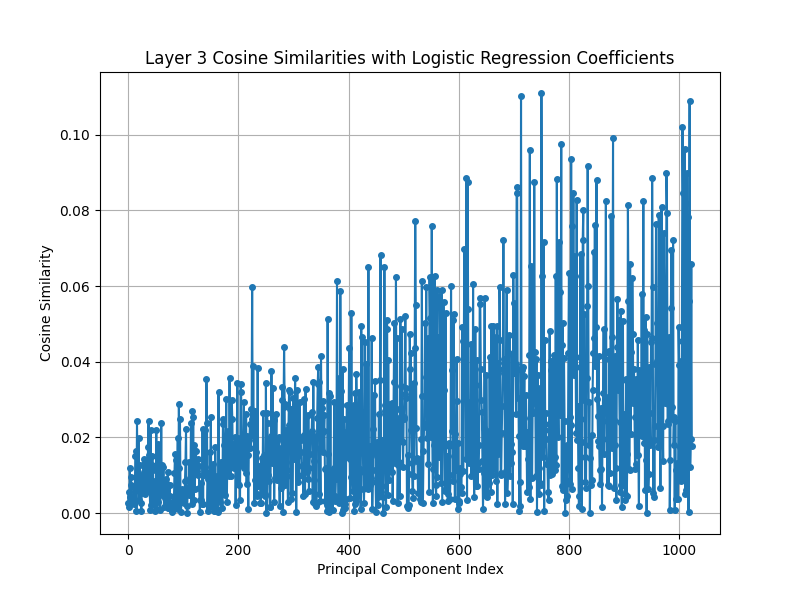 Layer 3 Cosine Similarities with Logistic Regression Coefficients
0.10
0.08
0.06
0.04
0.02
0.00
Cosine Similarity
0 200 400 600 800 1000
Principal Component Index